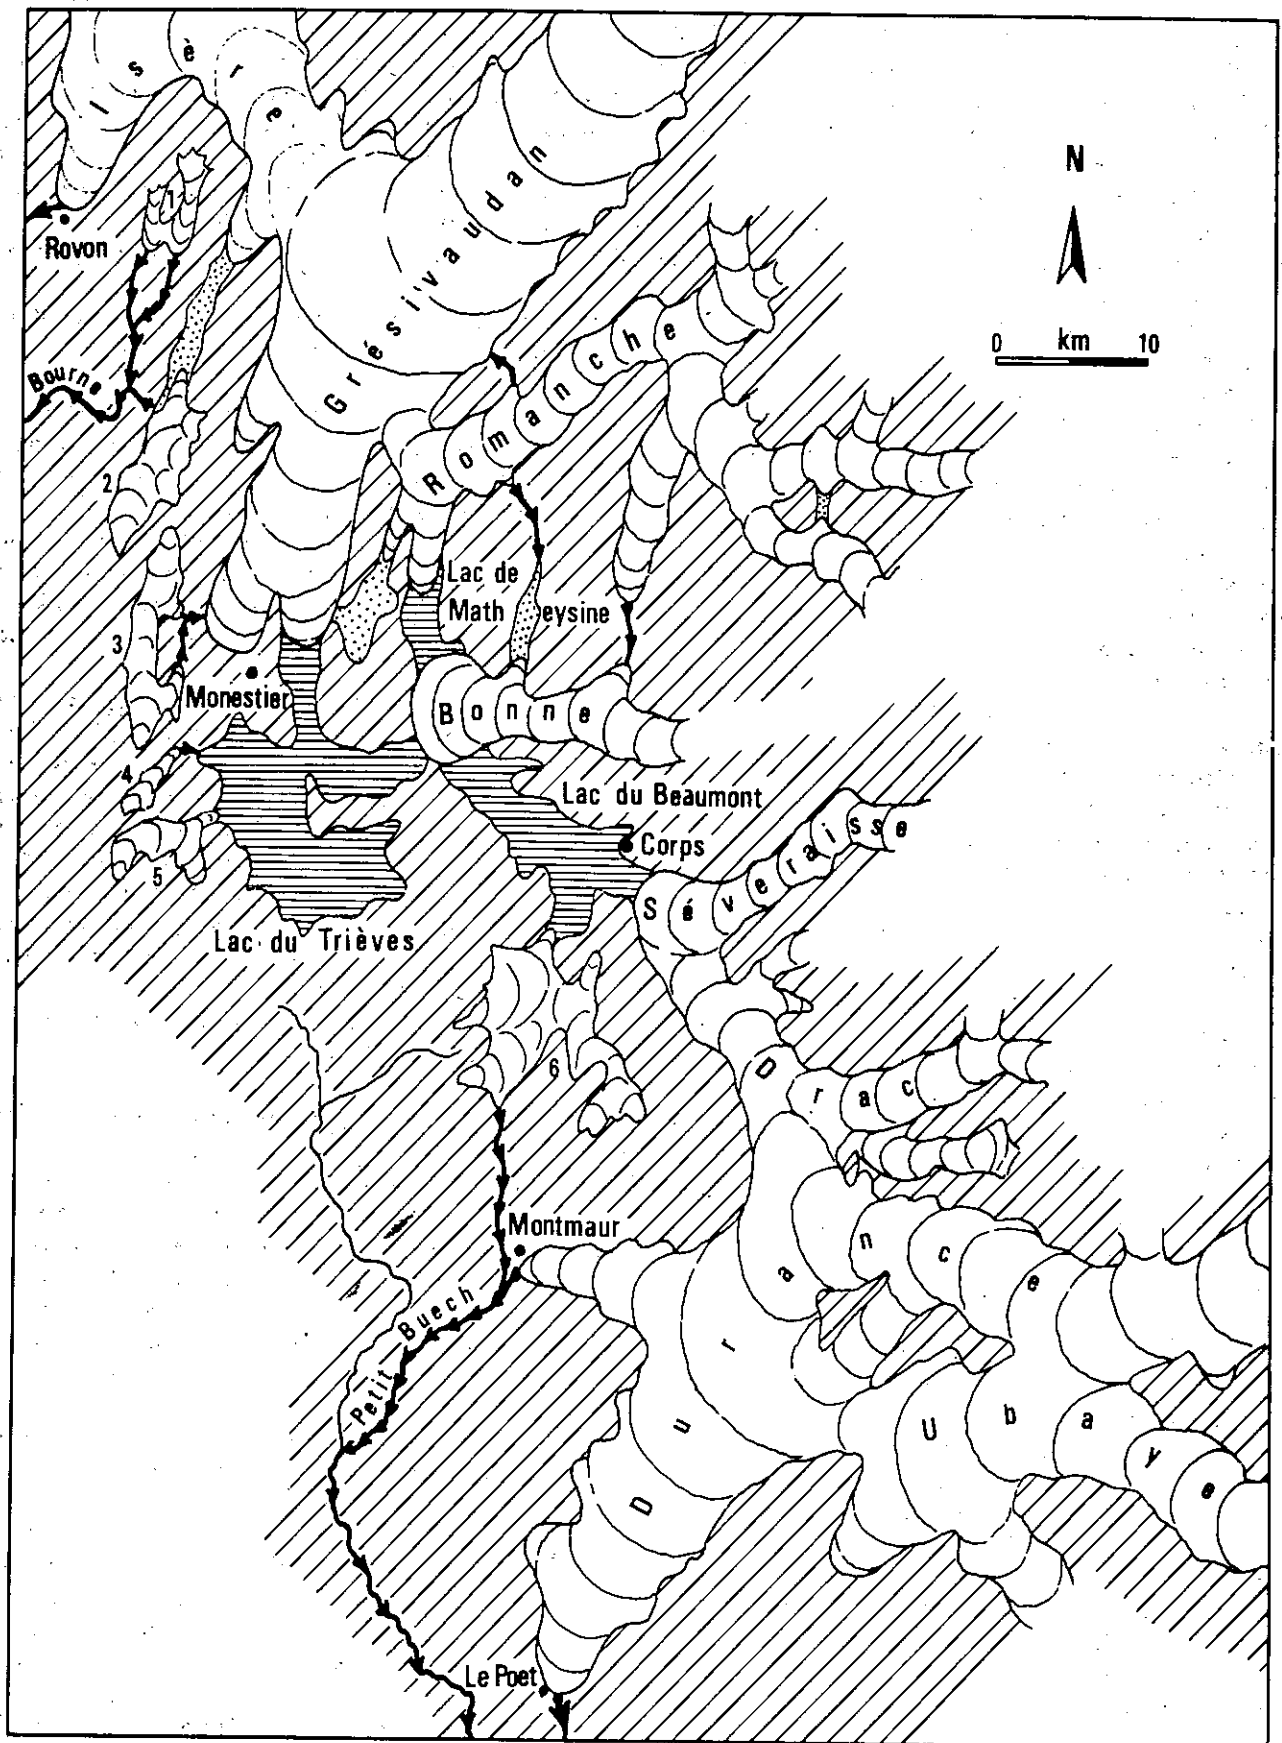 Isère
N
1
Rovon
Grésivaudan
0 km 10
Romanche
Bourne
2
Lac de
Matheysine
3
Monestier
Bonne
4
Lac du Beaumont
Corps
5
Séveraisse
Lac du Trièves
6
Drac
Montmaur
Durance
Petit Buech
Ubaye
Le Poet